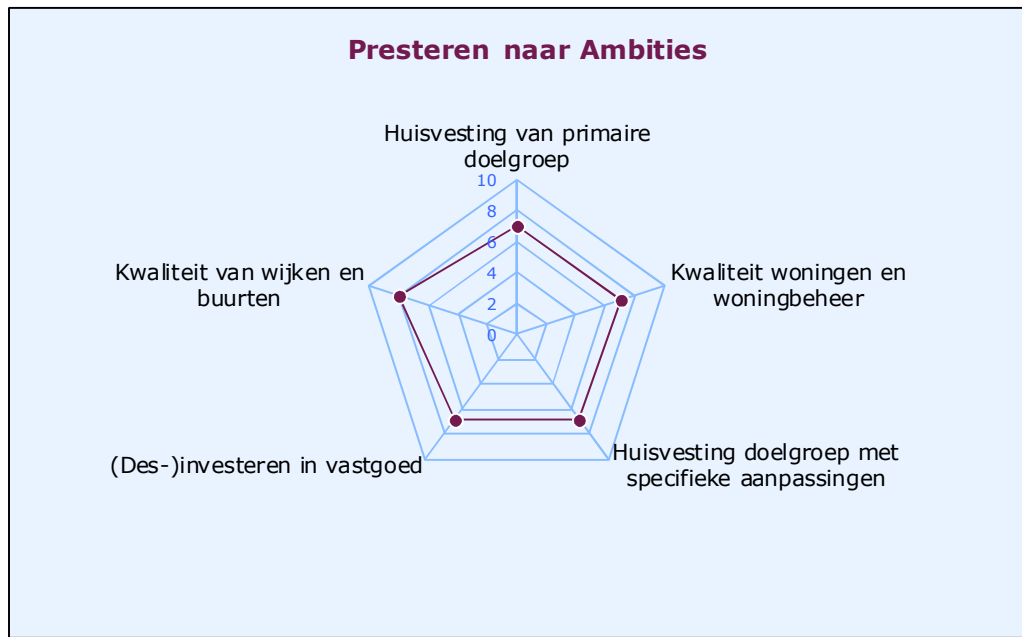 Presteren naar Ambities
Huisvesting van primaire
doelgroep
10
8
6
4
2
0
Kwaliteit van wijken en
buurten
Kwaliteit woningen en
woningbeheer
(Des-)investeren in vastgoed
Huisvesting doelgroep met
specifieke aanpassingen